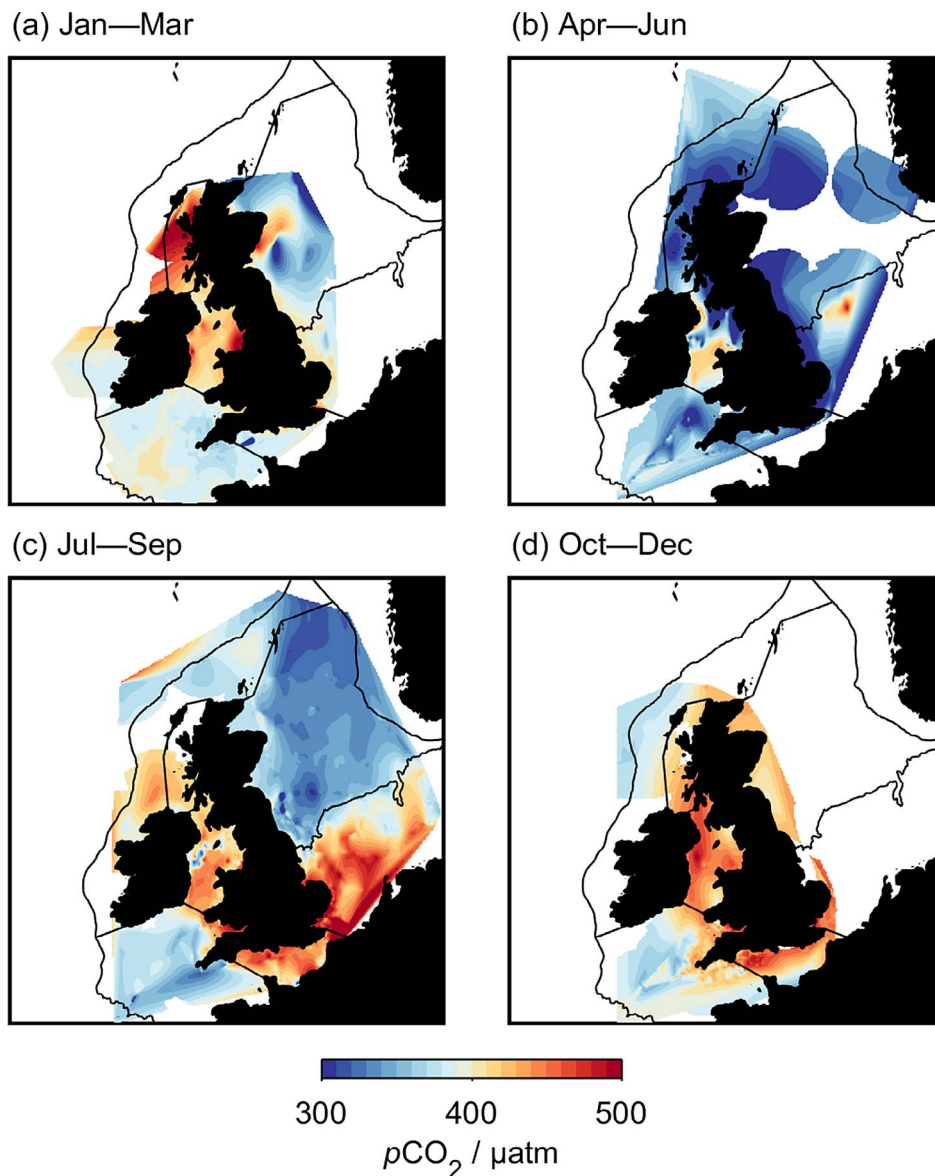 (a) Jan—Mar
(b) Apr—Jun
(c) Jul—Sep
(d) Oct—Dec
300 400 500
pCO₂ / µatm